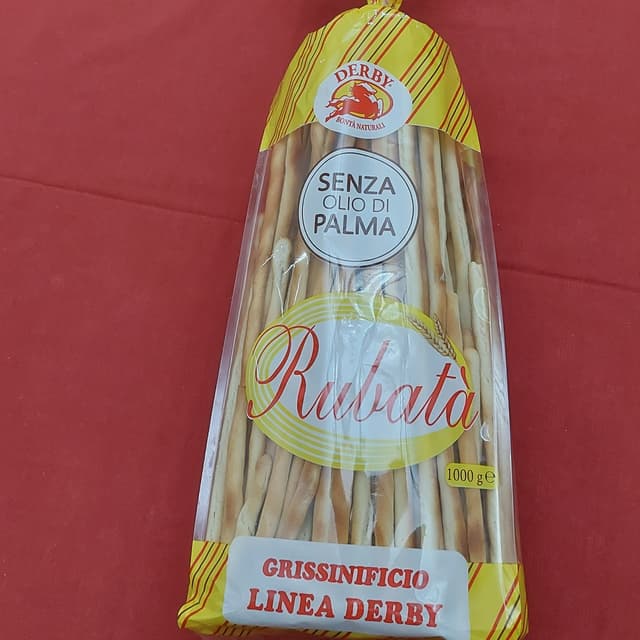 DERBY
BONTÀ NATURALI
SENZA
OLIO DI
PALMA
Rubatà
1000 g e
GRISSINIFICIO
LINEA DERBY